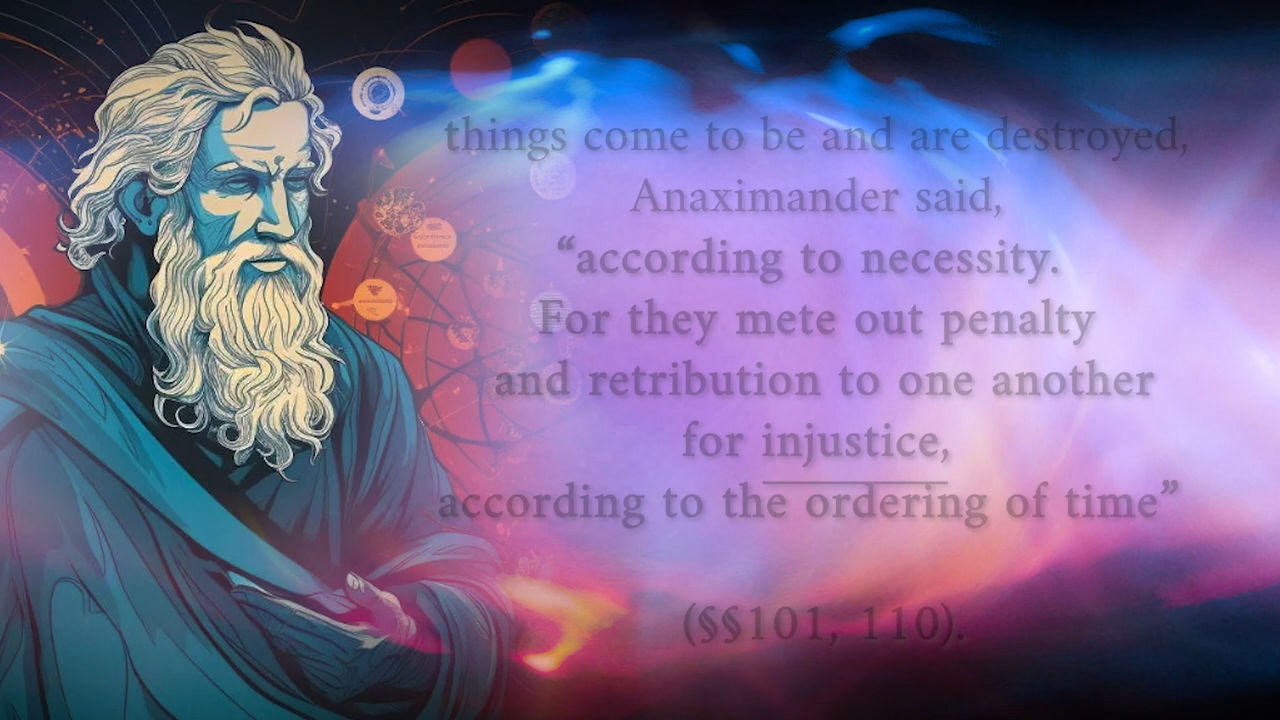 things come to be and are destroyed,
Anaximander said,
“according to necessity.
For they mete out penalty
and retribution to one another
for injustice,
according to the ordering of time”
(§§101, 110).